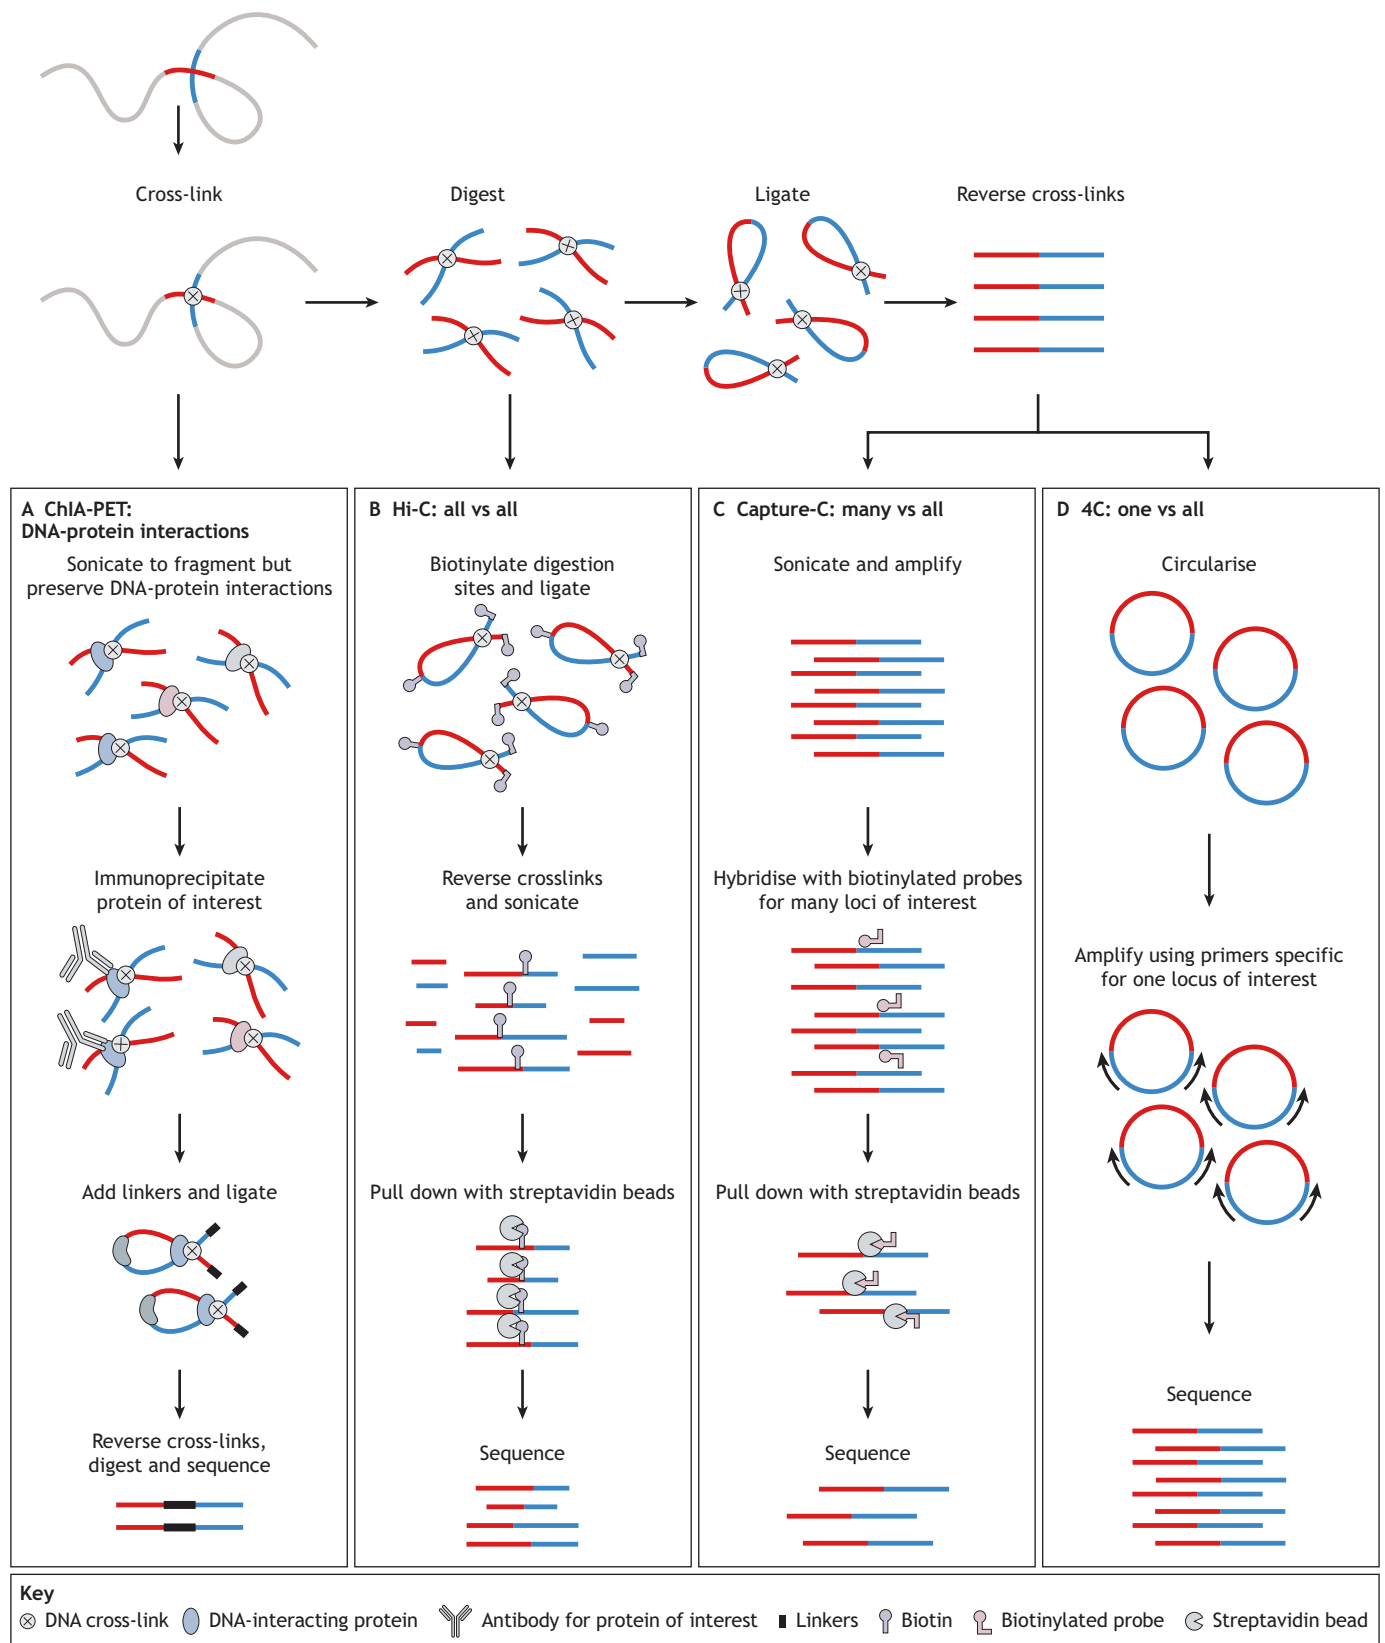 Cross-link
Digest
Ligate
Reverse cross-links
A ChIA-PET:
DNA-protein interactions
Sonicate to fragment but
preserve DNA-protein interactions
Immunoprecipitate
protein of interest
Add linkers and ligate
Reverse cross-links,
digest and sequence
B Hi-C: all vs all
Biotinylate digestion
sites and ligate
Reverse crosslinks
and sonicate
Pull down with streptavidin beads
Sequence
C Capture-C: many vs all
Sonicate and amplify
Hybridise with biotinylated probes
for many loci of interest
Pull down with streptavidin beads
Sequence
D 4C: one vs all
Circularise
Amplify using primers specific
for one locus of interest
Sequence
Key
DNA cross-link DNA-interacting protein Antibody for protein of interest Linkers Biotin Biotinylated probe Streptavidin bead